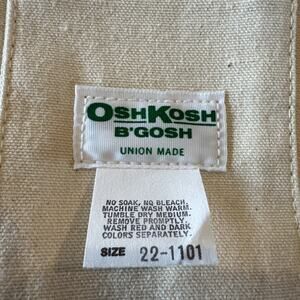 OSHKOSH
B'GOSH
UNION MADE
NO SOAK, NO BLEACH,
MACHINE WASH WARM,
TUMBLE DRY MEDIUM.
REMOVE PROMPTLY.
WASH RED AND DARK
COLORS SEPARATELY.
SIZE 22-1101